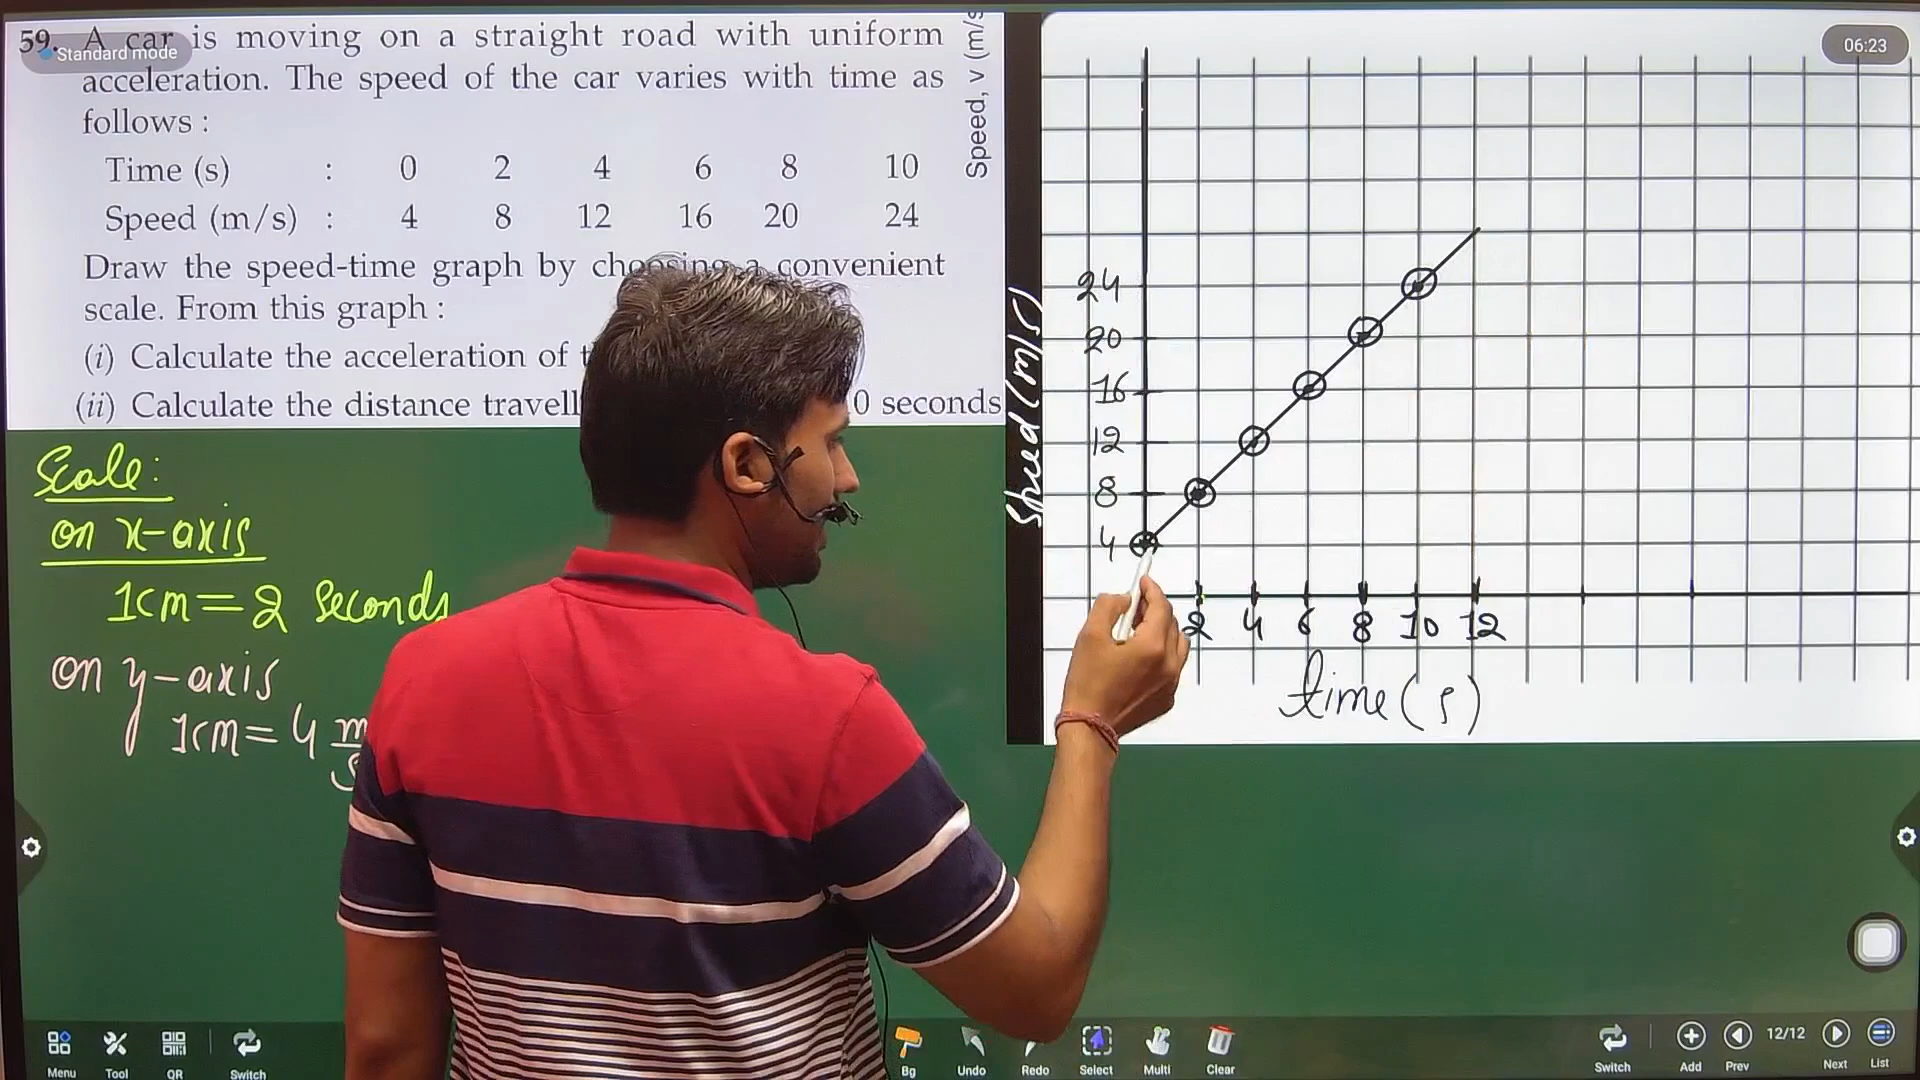 59. A car is moving on a straight road with uniform
Standard mode
acceleration. The speed of the car varies with time as
follows :
Time (s) : 0 2 4 6 8 10
Speed (m/s) : 4 8 12 16 20 24
Draw the speed-time graph by choosing a convenient
scale. From this graph :
(i) Calculate the acceleration of
(ii) Calculate the distance travell 0 seconds
Speed, v (m/s
06:23
Scale:
on x-axis
1cm = 2 seconds
on y-axis
1cm = 4 m/s
Speed (m/s)
24
20
16
12
8
4
2 4 6 8 10 12
time (s)
Menu Tool QR Switch Bg Undo Redo Select Multi Clear Switch Add Prev 12/12 Next List